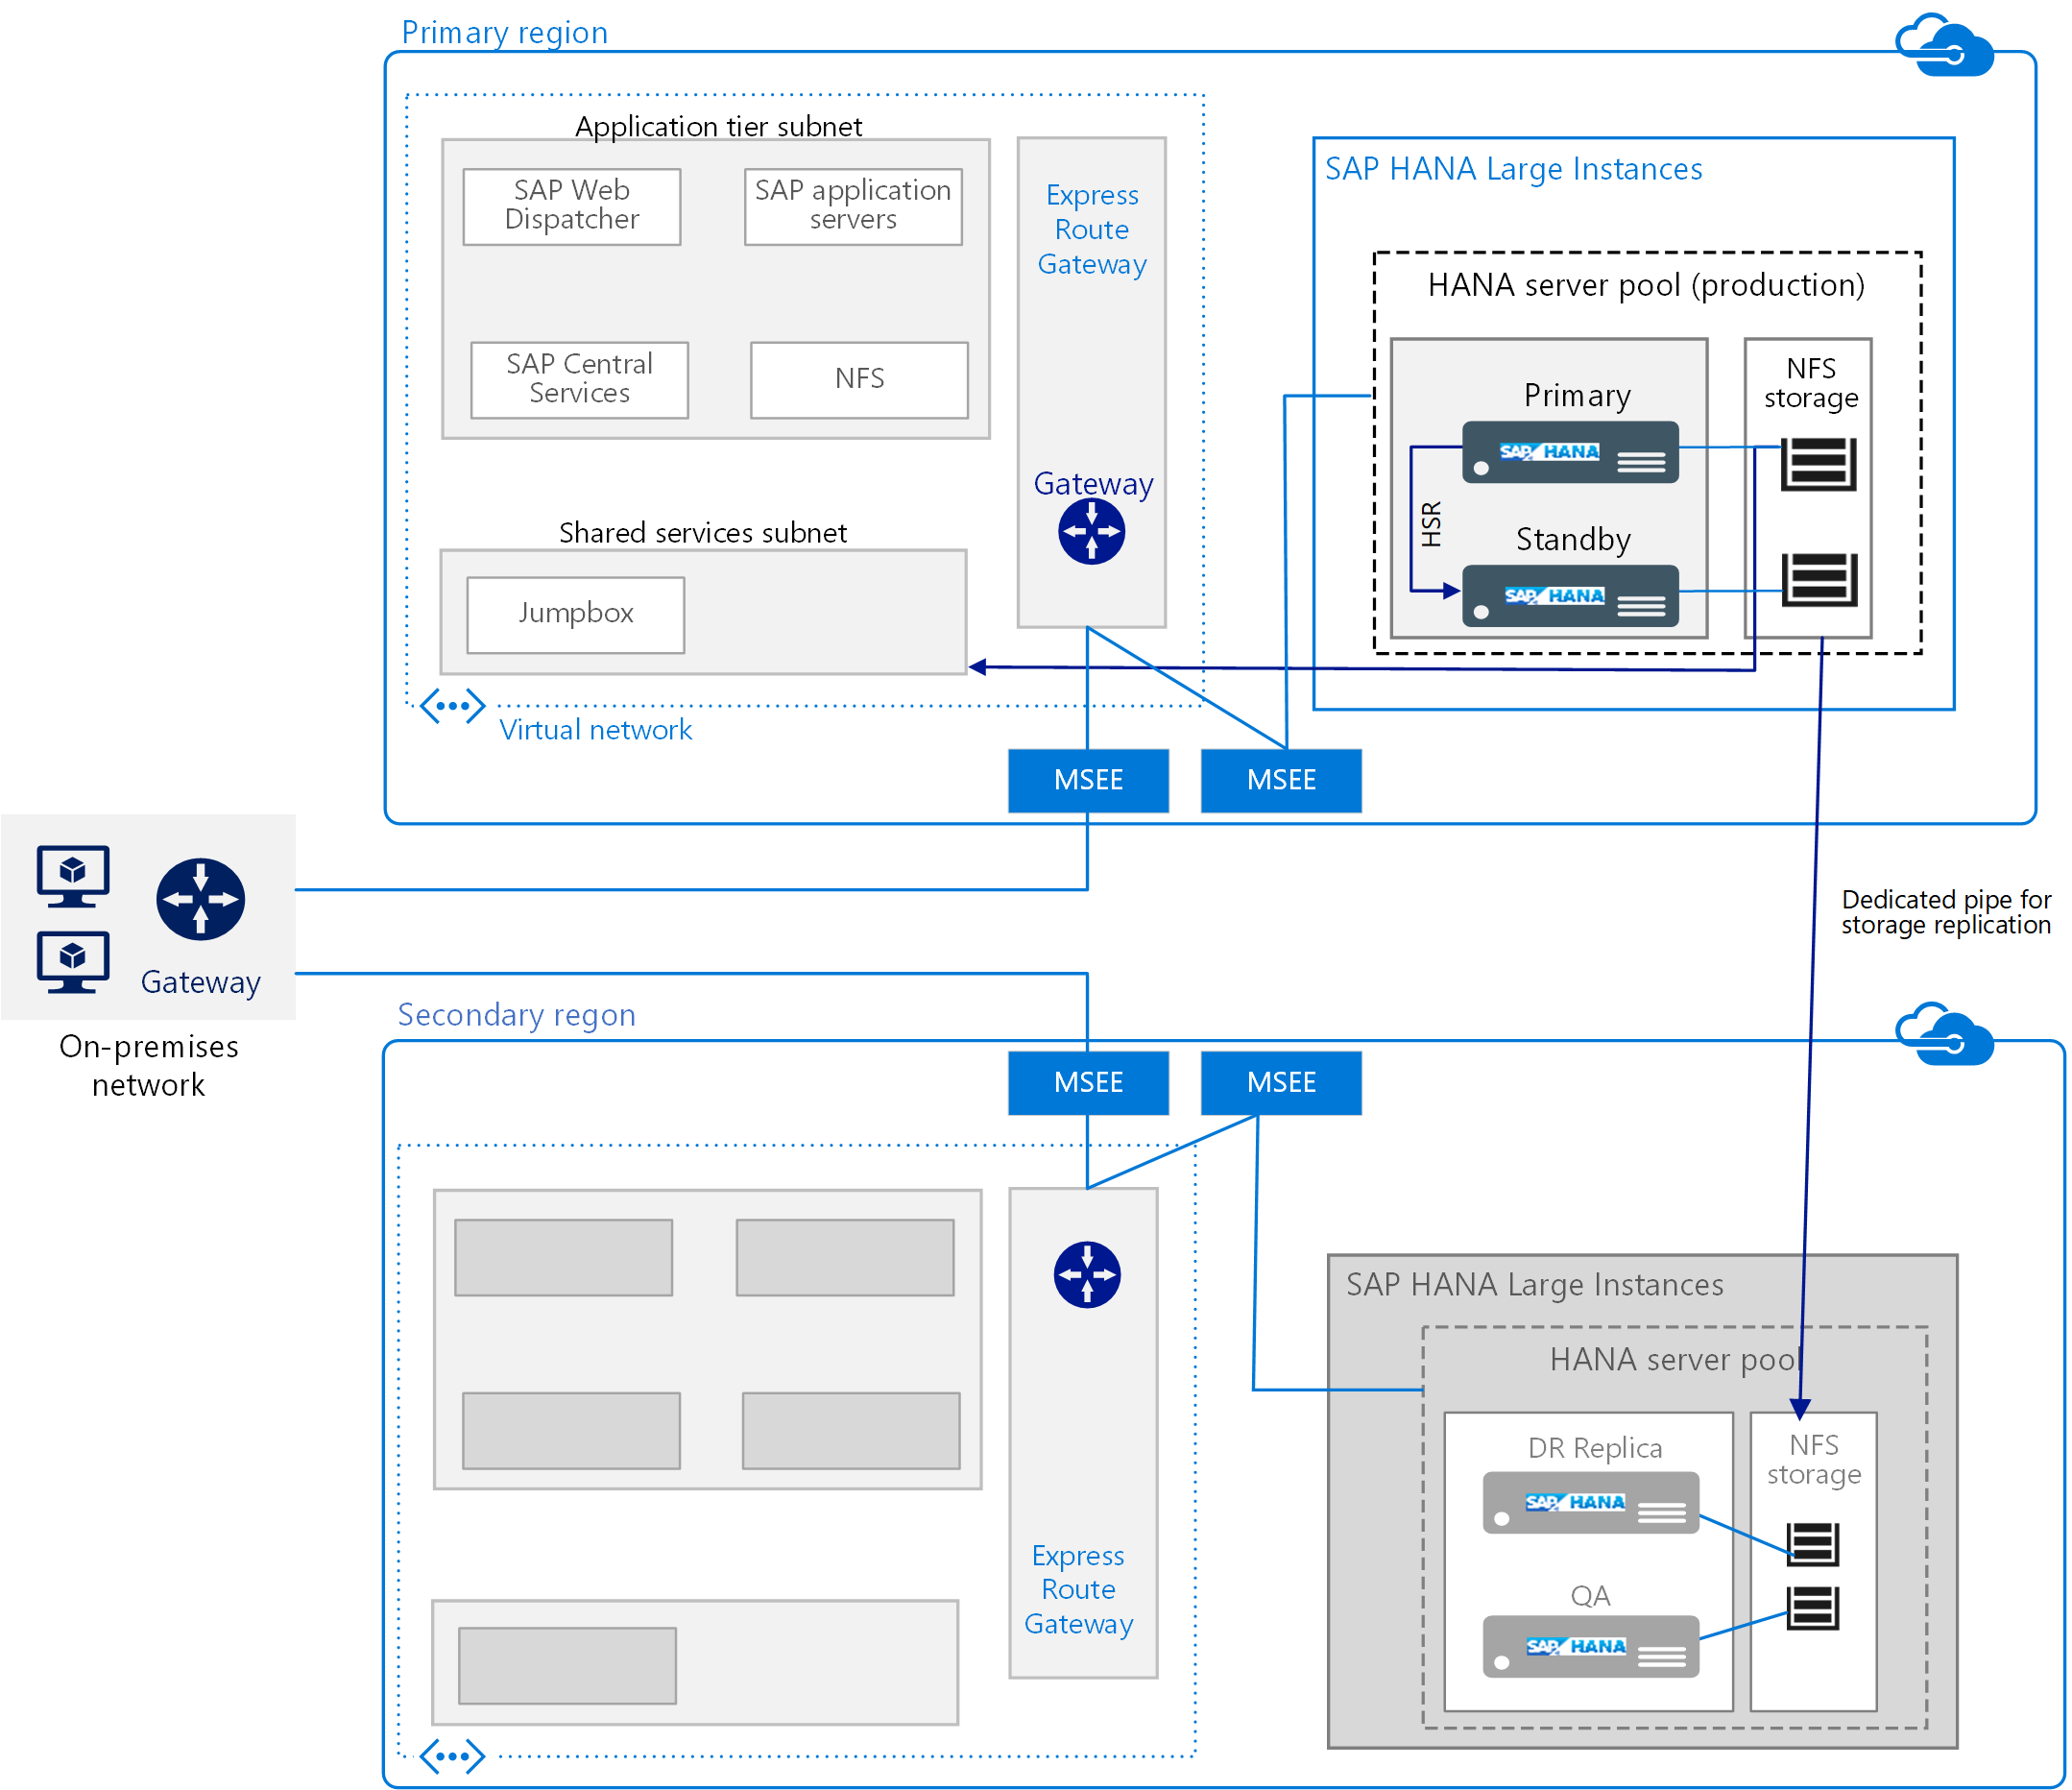 Primary region
Application tier subnet
SAP Web
Dispatcher
SAP application
servers
SAP Central
Services
NFS
Express
Route
Gateway
Gateway
Shared services subnet
Jumpbox
Virtual network
SAP HANA Large Instances
HANA server pool (production)
Primary
SAP HANA
HSR
Standby
SAP HANA
NFS
storage
MSEE
MSEE
Gateway
On-premises
network
Dedicated pipe for
storage replication
Secondary regon
MSEE
MSEE
Express
Route
Gateway
SAP HANA Large Instances
HANA server pool
DR Replica
SAP HANA
QA
SAP HANA
NFS
storage